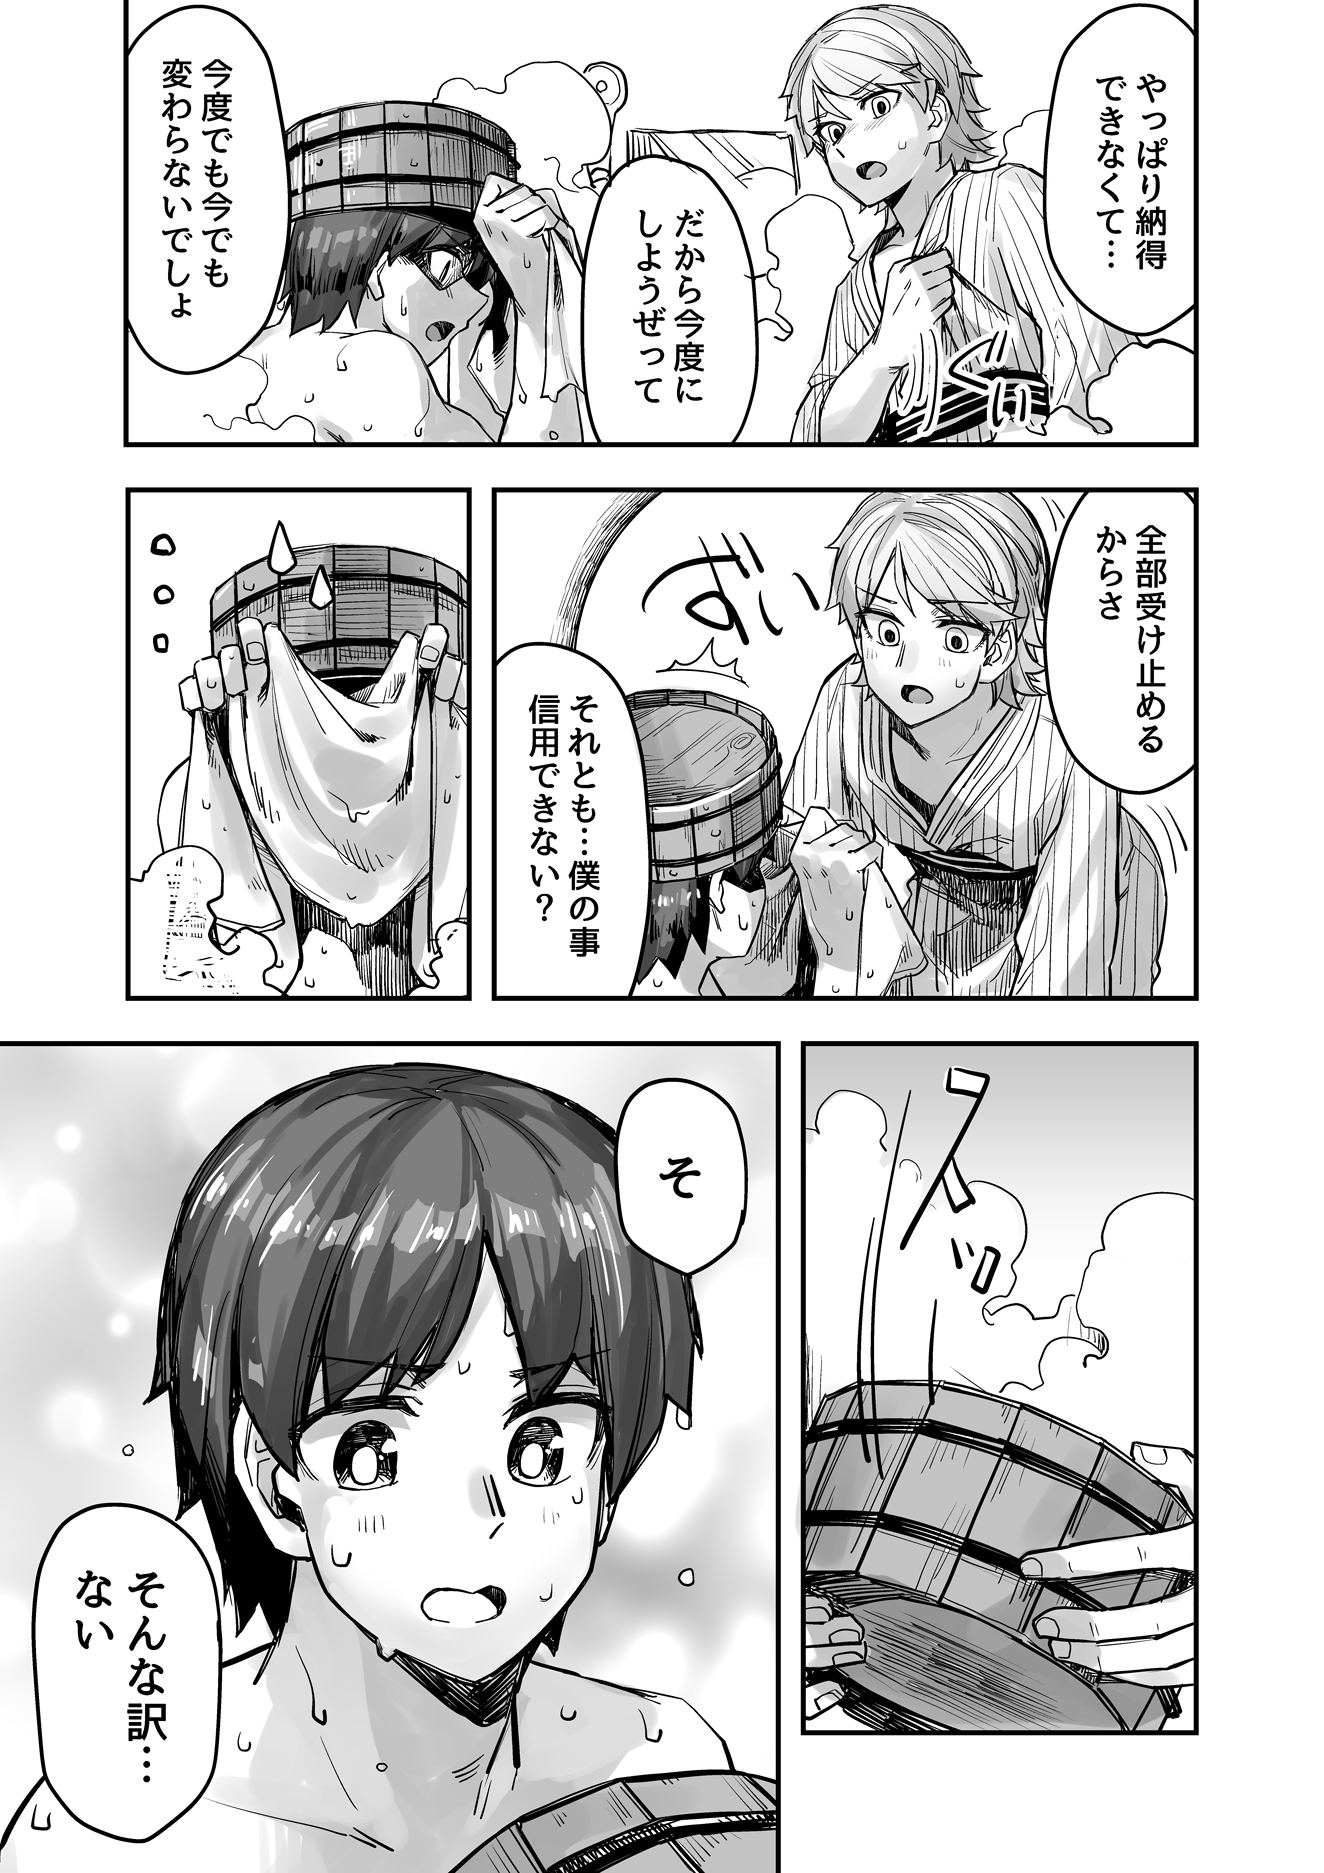 やっぱり納得
できなくて…
ぐい
だから今度に
しようぜって
今度でも今でも
変わらないでしょ
全部受け止める
からさ
ずい
それとも…僕の事
信用できない？
スッ
そ
そんな訳…
ない